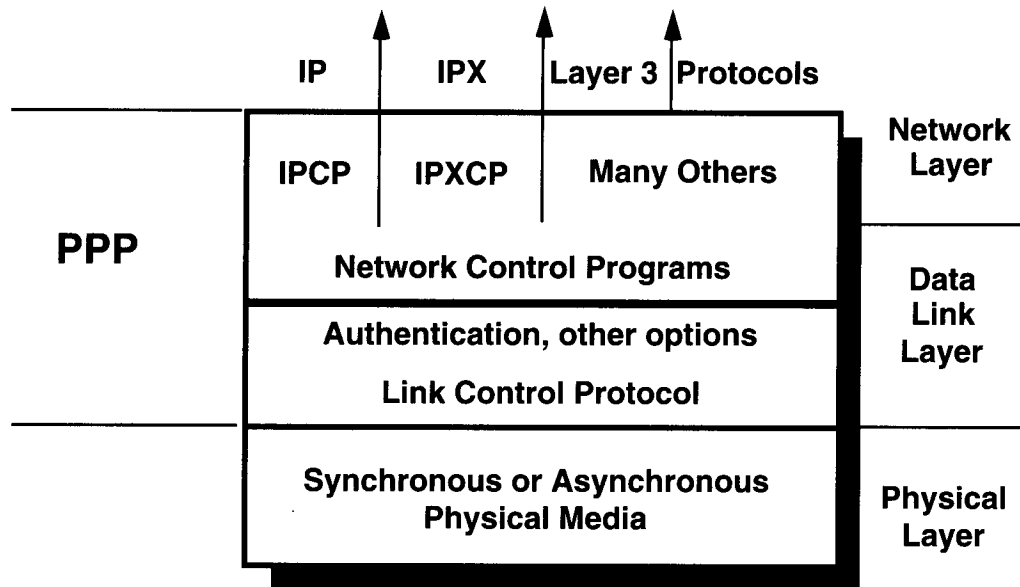 IP IPX Layer 3 Protocols
IPCP IPXCP Many Others
Network
Layer
PPP
Network Control Programs
Authentication, other options
Link Control Protocol
Data
Link
Layer
Synchronous or Asynchronous
Physical Media
Physical
Layer